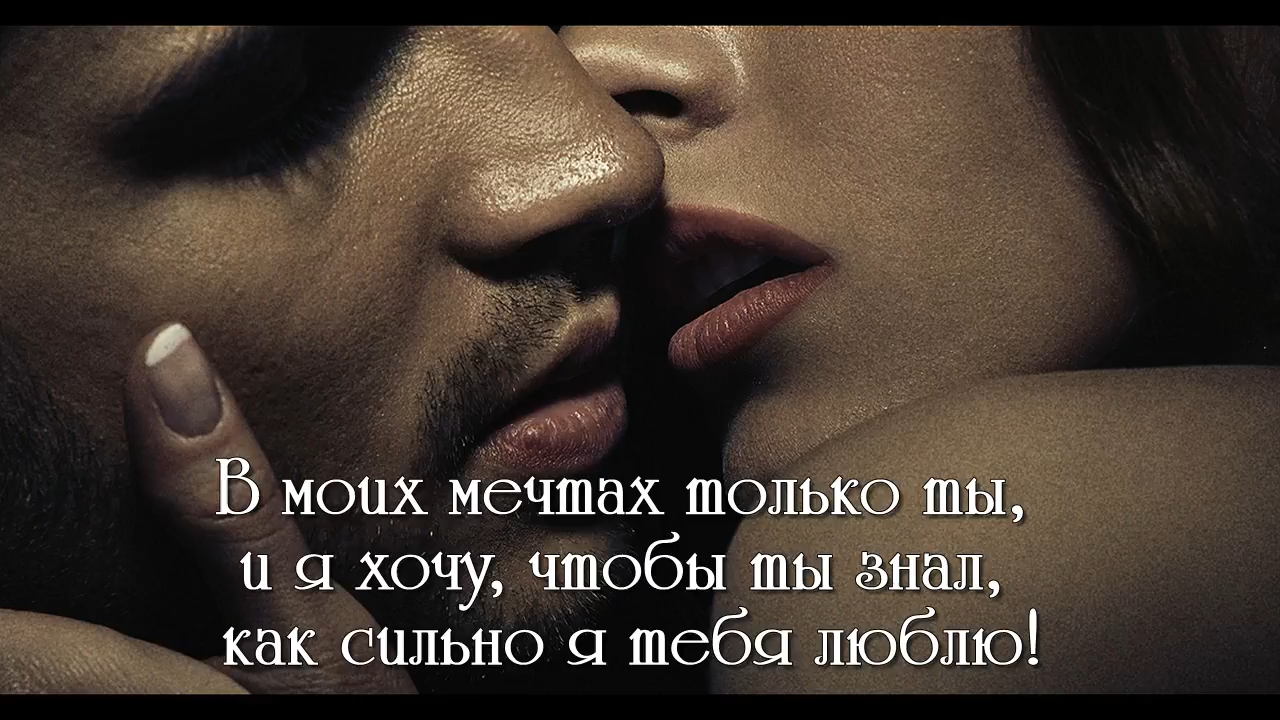 В моих мечтах только ты,
и я хочу, чтобы ты знал,
как сильно я тебя люблю!